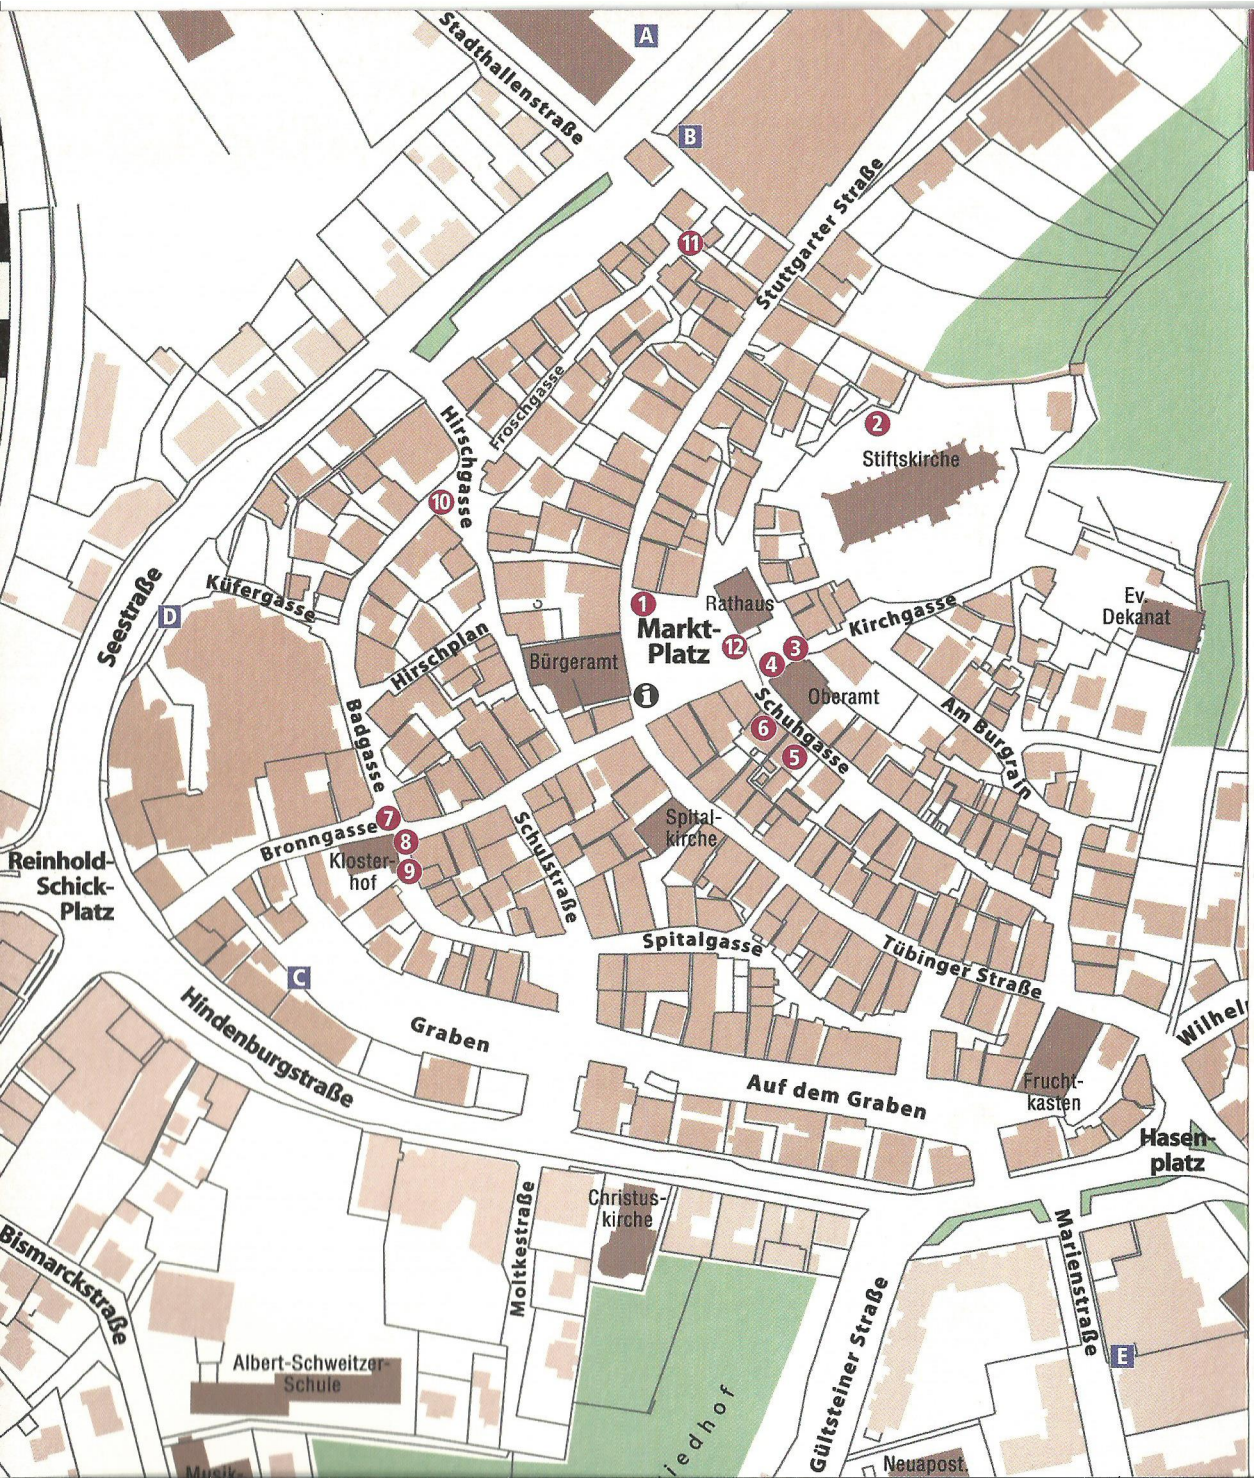 A
Stadthallenstraße
B
Stuttgarter Straße
11
2
Stiftskirche
Froschgasse
Hirschgasse
10
Küfergasse
D
Seestraße
1
Rathaus
Markt-
Platz
12
3
4
Kirchgasse
Ev.
Dekanat
Hirschplan
Bürgeramt
i
Oberamt
Schuhgasse
6
5
Am Burgrain
Badgasse
7
8
9
Bronngasse
Kloster-
hof
Schulstraße
Spital-
kirche
Reinhold-
Schick-
Platz
Spitalgasse
Tübinger Straße
C
Hindenburgstraße
Graben
Auf dem Graben
Frucht-
kasten
Wilhelm
Hasen-
platz
Christus-
kirche
Moltkestraße
Bismarckstraße
Marienstraße
Gültsteiner Straße
E
Albert-Schweitzer-
Schule
iedhof
Musik-
Neuapost.